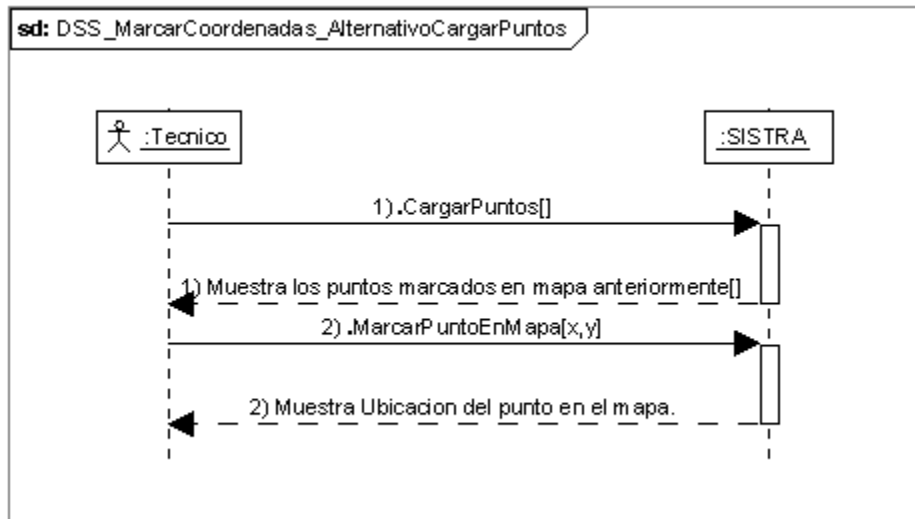 sd: DSS_MarcarCoordenadas_AlternativoCargarPuntos
:Tecnico
:SISTRA
1).CargarPuntos[]
1) Muestra los puntos marcados en mapa anteriormente[]
2).MarcarPuntoEnMapa[x,y]
2) Muestra Ubicacion del punto en el mapa.